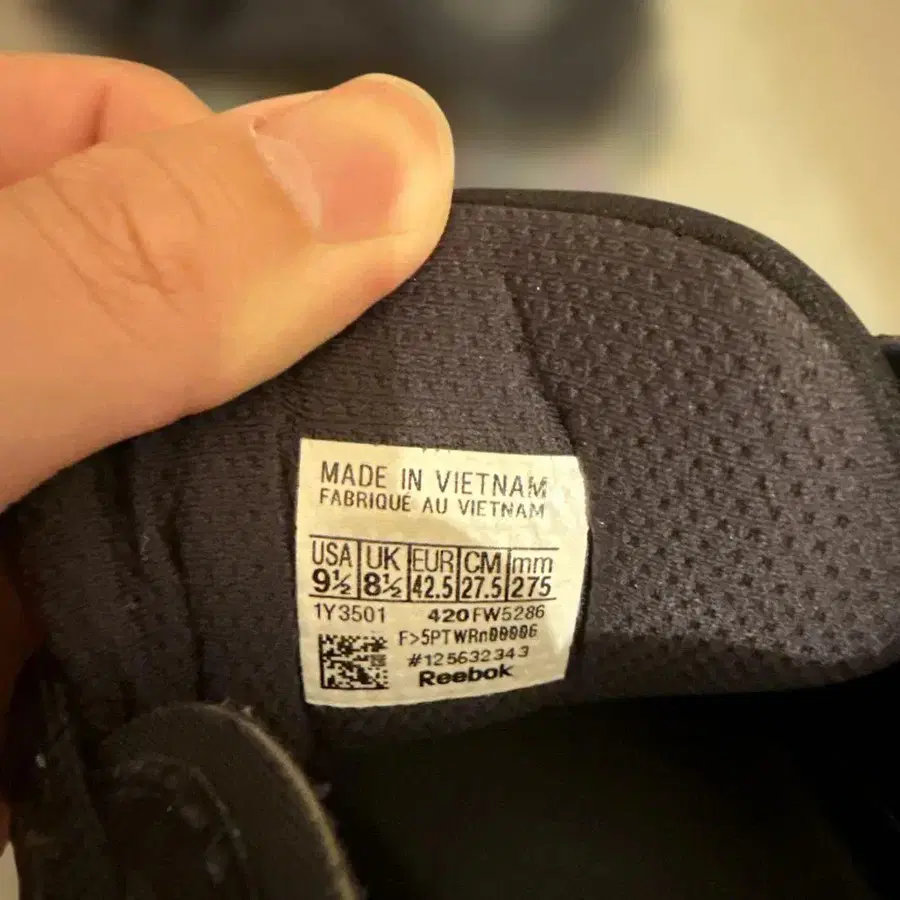 MADE IN VIETNAM
FABRIQUÉ AU VIETNAM
USA UK EUR CM mm
9½ 8½ 42.5 27.5 275
1Y3501 420 FW5286
F>5PTWRn00006
#125632343
Reebok